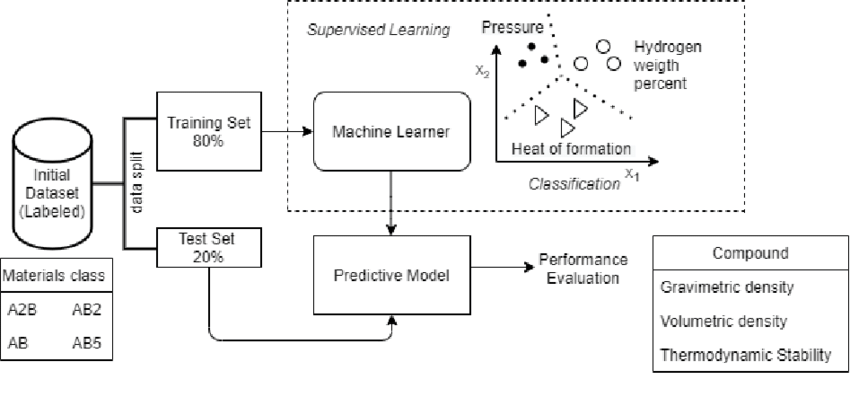 Supervised Learning
Pressure
Hydrogen
weigth
percent
X2
Training Set
80%
Machine Learner
Heat of formation
X1
Classification
Initial
Dataset
(Labeled)
data split
Test Set
20%
Predictive Model
Performance
Evaluation
Materials class
A2B AB2
AB AB5
Compound
Gravimetric density
Volumetric density
Thermodynamic Stability